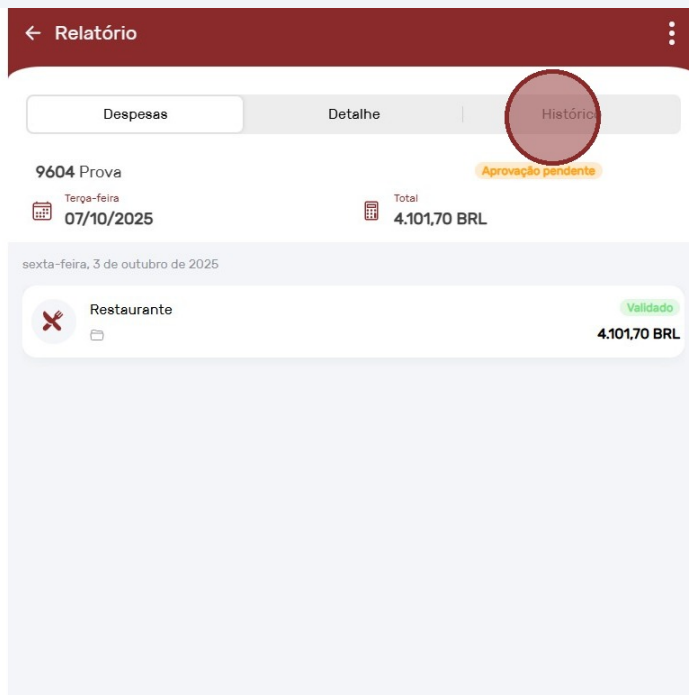 Relatório
Despesas Detalhe Histórico
9604 Prova Aprovação pendente
Terça-feira Total
07/10/2025 4.101,70 BRL
sexta-feira, 3 de outubro de 2025
Restaurante Validado
4.101,70 BRL